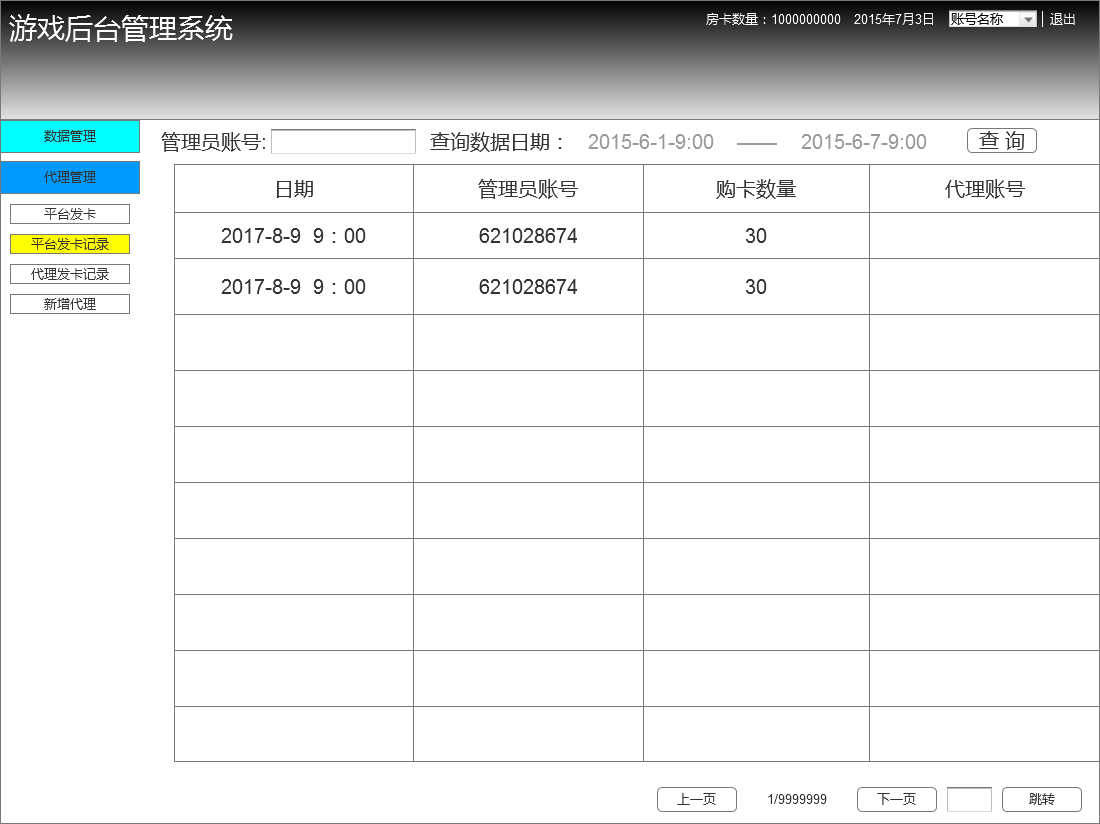 游戏后台管理系统
房卡数量：1000000000 2015年7月3日 账号名称 退出
数据管理
代理管理
平台发卡
平台发卡记录
代理发卡记录
新增代理
管理员账号: 查询数据日期： 2015-6-1-9:00 —— 2015-6-7-9:00 查 询
日期 管理员账号 购卡数量 代理账号
2017-8-9 9：00 621028674 30
2017-8-9 9：00 621028674 30
上一页 1/9999999 下一页 跳转